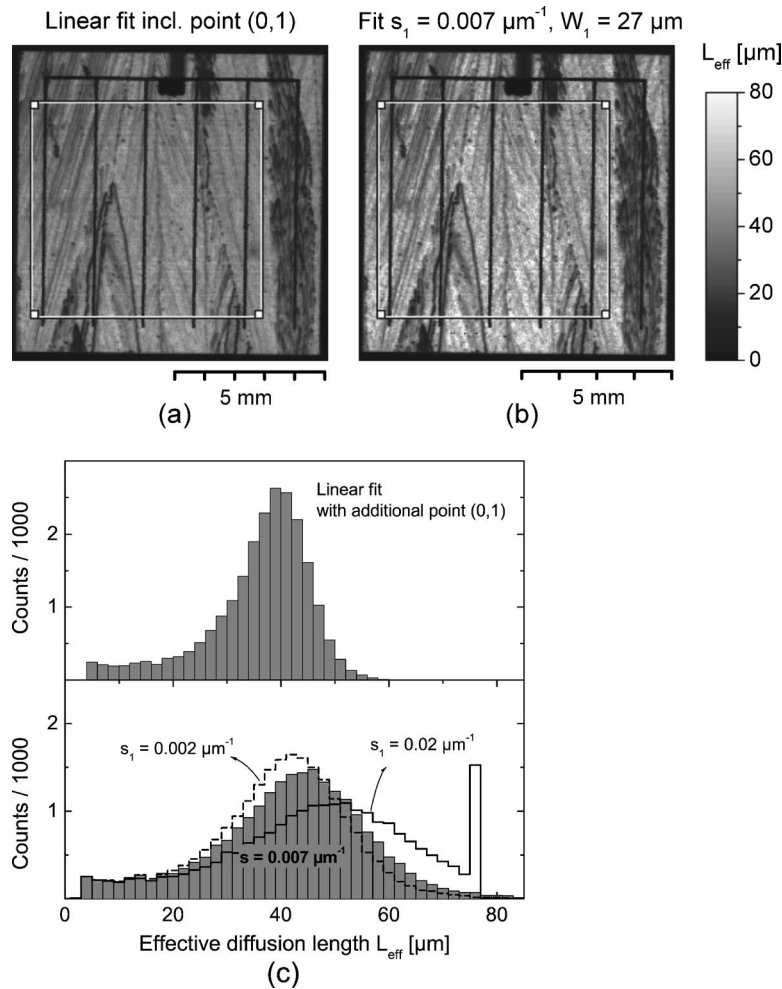 Linear fit incl. point (0,1)
Fit s₁ = 0.007 µm⁻¹, W₁ = 27 µm
L_eff [µm]
80
60
40
20
0
5 mm
5 mm
(a)
(b)
Linear fit
with additional point (0,1)
Counts / 1000
2
1
s₁ = 0.002 µm⁻¹
s₁ = 0.02 µm⁻¹
s = 0.007 µm⁻¹
Counts / 1000
2
1
0
0 20 40 60 80
Effective diffusion length L_eff [µm]
(c)